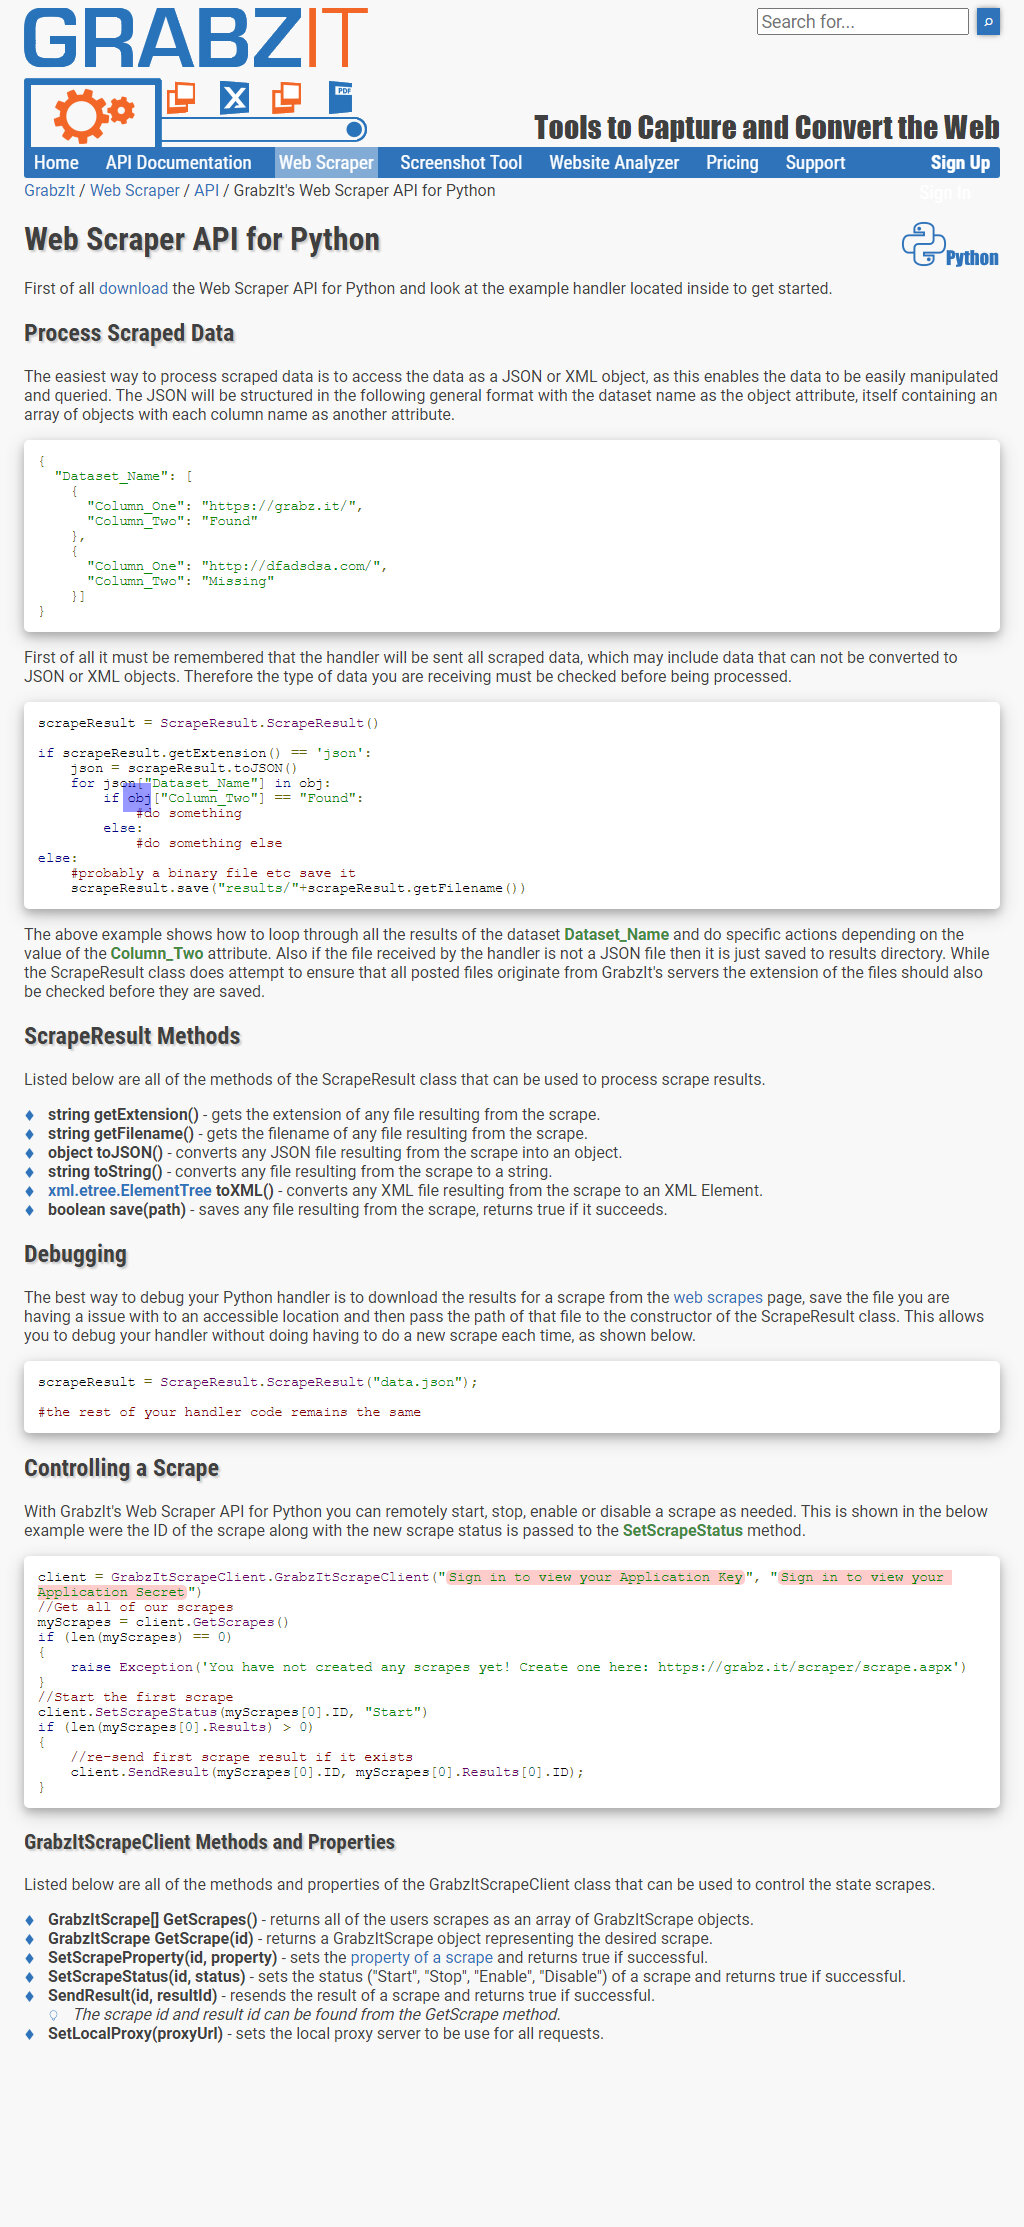 GRABZIT
Search for...
PDF
Tools to Capture and Convert the Web
Home API Documentation Web Scraper Screenshot Tool Website Analyzer Pricing Support Sign Up
Sign In
GrabzIt / Web Scraper / API / GrabzIt's Web Scraper API for Python
Web Scraper API for Python
Python
First of all download the Web Scraper API for Python and look at the example handler located inside to get started.
Process Scraped Data
The easiest way to process scraped data is to access the data as a JSON or XML object, as this enables the data to be easily manipulated
and queried. The JSON will be structured in the following general format with the dataset name as the object attribute, itself containing an
array of objects with each column name as another attribute.
{
"Dataset_Name": [
{
"Column_One": "https://grabz.it/",
"Column_Two": "Found"
},
{
"Column_One": "http://dfadsdsa.com/",
"Column_Two": "Missing"
}]
}
First of all it must be remembered that the handler will be sent all scraped data, which may include data that can not be converted to
JSON or XML objects. Therefore the type of data you are receiving must be checked before being processed.
scrapeResult = ScrapeResult.ScrapeResult()
if scrapeResult.getExtension() == 'json':
json = scrapeResult.toJSON()
for json["Dataset_Name"] in obj:
if obj["Column_Two"] == "Found":
#do something
else:
#do something else
else:
#probably a binary file etc save it
scrapeResult.save("results/"+scrapeResult.getFilename())
The above example shows how to loop through all the results of the dataset Dataset_Name and do specific actions depending on the
value of the Column_Two attribute. Also if the file received by the handler is not a JSON file then it is just saved to results directory. While
the ScrapeResult class does attempt to ensure that all posted files originate from GrabzIt's servers the extension of the files should also
be checked before they are saved.
ScrapeResult Methods
Listed below are all of the methods of the ScrapeResult class that can be used to process scrape results.
string getExtension() - gets the extension of any file resulting from the scrape.
string getFilename() - gets the filename of any file resulting from the scrape.
object toJSON() - converts any JSON file resulting from the scrape into an object.
string toString() - converts any file resulting from the scrape to a string.
xml.etree.ElementTree toXML() - converts any XML file resulting from the scrape to an XML Element.
boolean save(path) - saves any file resulting from the scrape, returns true if it succeeds.
Debugging
The best way to debug your Python handler is to download the results for a scrape from the web scrapes page, save the file you are
having a issue with to an accessible location and then pass the path of that file to the constructor of the ScrapeResult class. This allows
you to debug your handler without doing having to do a new scrape each time, as shown below.
scrapeResult = ScrapeResult.ScrapeResult("data.json");
#the rest of your handler code remains the same
Controlling a Scrape
With GrabzIt's Web Scraper API for Python you can remotely start, stop, enable or disable a scrape as needed. This is shown in the below
example were the ID of the scrape along with the new scrape status is passed to the SetScrapeStatus method.
client = GrabzItScrapeClient.GrabzItScrapeClient("Sign in to view your Application Key", "Sign in to view your
Application Secret")
//Get all of our scrapes
myScrapes = client.GetScrapes()
if (len(myScrapes) == 0)
{
raise Exception('You have not created any scrapes yet! Create one here: https://grabz.it/scraper/scrape.aspx')
}
//Start the first scrape
client.SetScrapeStatus(myScrapes[0].ID, "Start")
if (len(myScrapes[0].Results) > 0)
{
//re-send first scrape result if it exists
client.SendResult(myScrapes[0].ID, myScrapes[0].Results[0].ID);
}
GrabzItScrapeClient Methods and Properties
Listed below are all of the methods and properties of the GrabzItScrapeClient class that can be used to control the state scrapes.
GrabzItScrape[] GetScrapes() - returns all of the users scrapes as an array of GrabzItScrape objects.
GrabzItScrape GetScrape(id) - returns a GrabzItScrape object representing the desired scrape.
SetScrapeProperty(id, property) - sets the property of a scrape and returns true if successful.
SetScrapeStatus(id, status) - sets the status ("Start", "Stop", "Enable", "Disable") of a scrape and returns true if successful.
SendResult(id, resultId) - resends the result of a scrape and returns true if successful.
The scrape id and result id can be found from the GetScrape method.
SetLocalProxy(proxyUrl) - sets the local proxy server to be use for all requests.